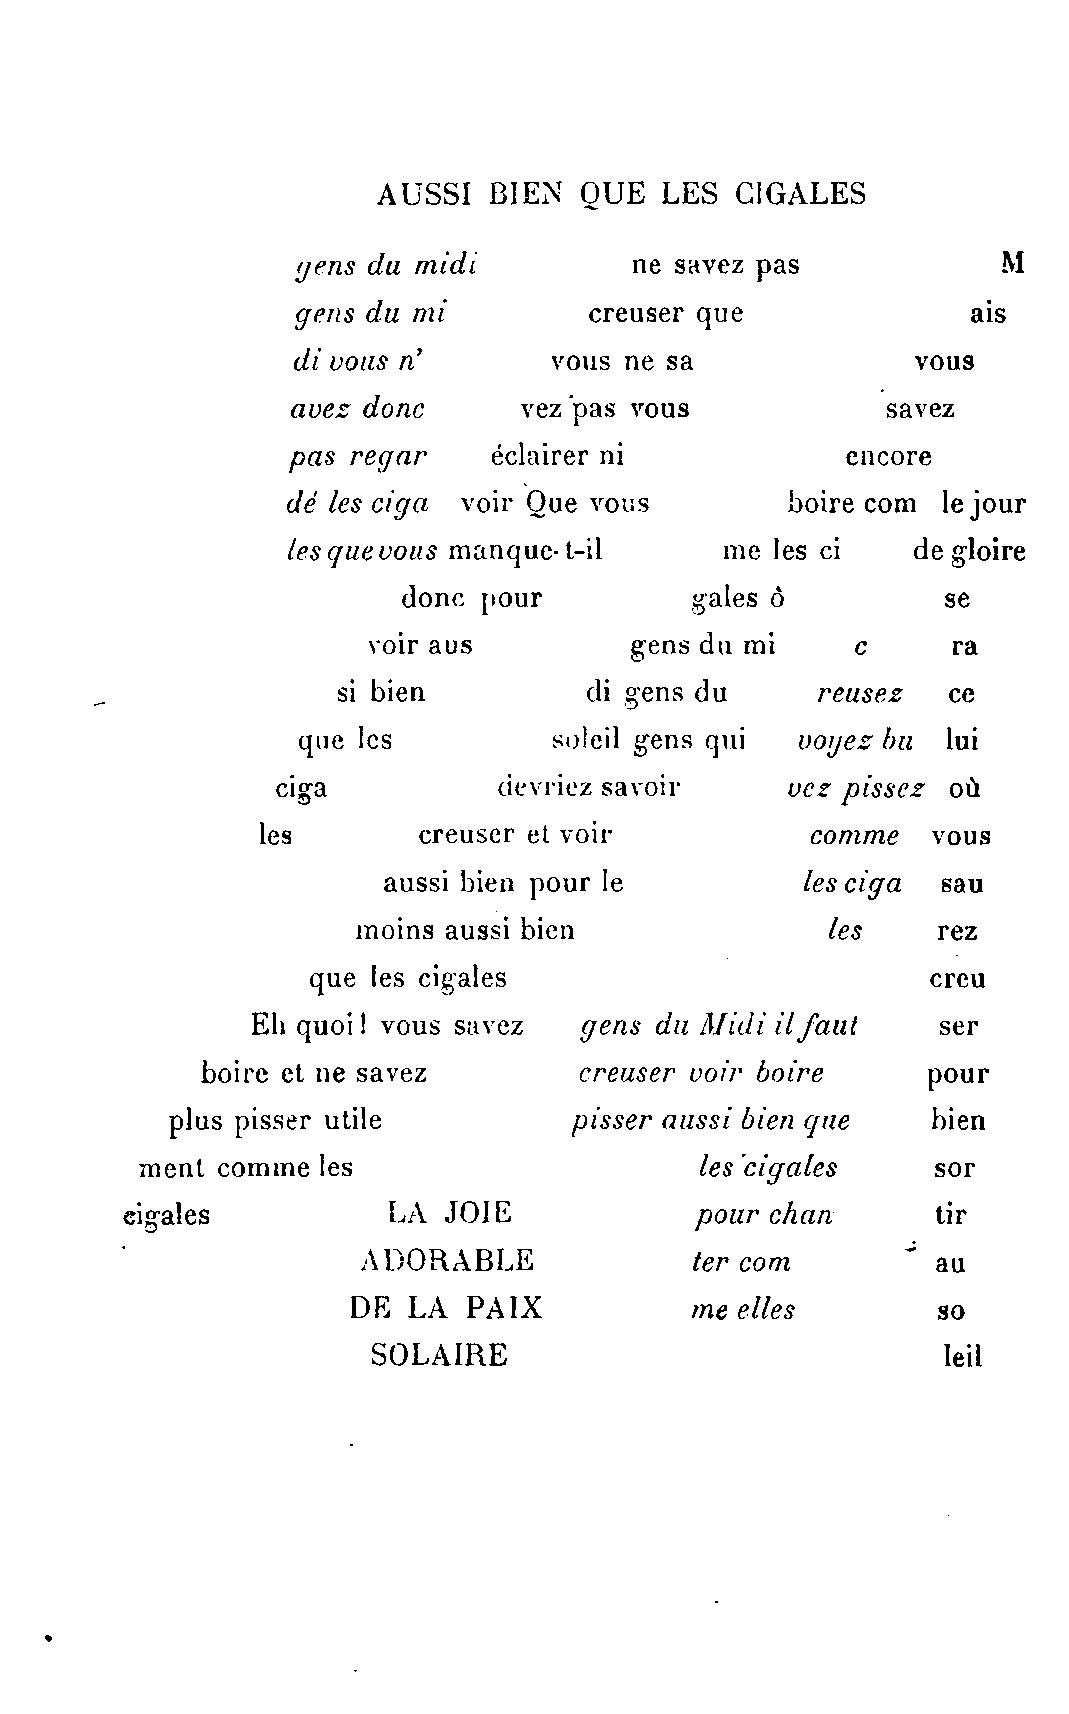 AUSSI BIEN QUE LES CIGALES
gens du midi
gens du mi
di vous n'
avez donc
pas regar
dé les ciga
les que vous
ne savez pas
creuser que
vous ne sa
vez pas vous
éclairer ni
voir Que vous
manque-t-il
donc pour
voir aus
si bien
que les
ciga
les
M
ais
vous
savez
encore
boire com
me les ci
gales ô
gens du mi
di gens du
soleil gens qui
devriez savoir
creuser et voir
aussi bien pour le
moins aussi bien
que les cigales
Eh quoi! vous savez
boire et ne savez
plus pisser utile
ment comme les
cigales
c
reusez
voyez bu
vez pissez
comme
les ciga
les
gens du Midi il faut
creuser voir boire
pisser aussi bien que
les cigales
pour chan
ter com
me elles
le jour
de gloire
se
ra
ce
lui
où
vous
sau
rez
creu
ser
pour
bien
sor
tir
au
so
leil
LA JOIE
ADORABLE
DE LA PAIX
SOLAIRE